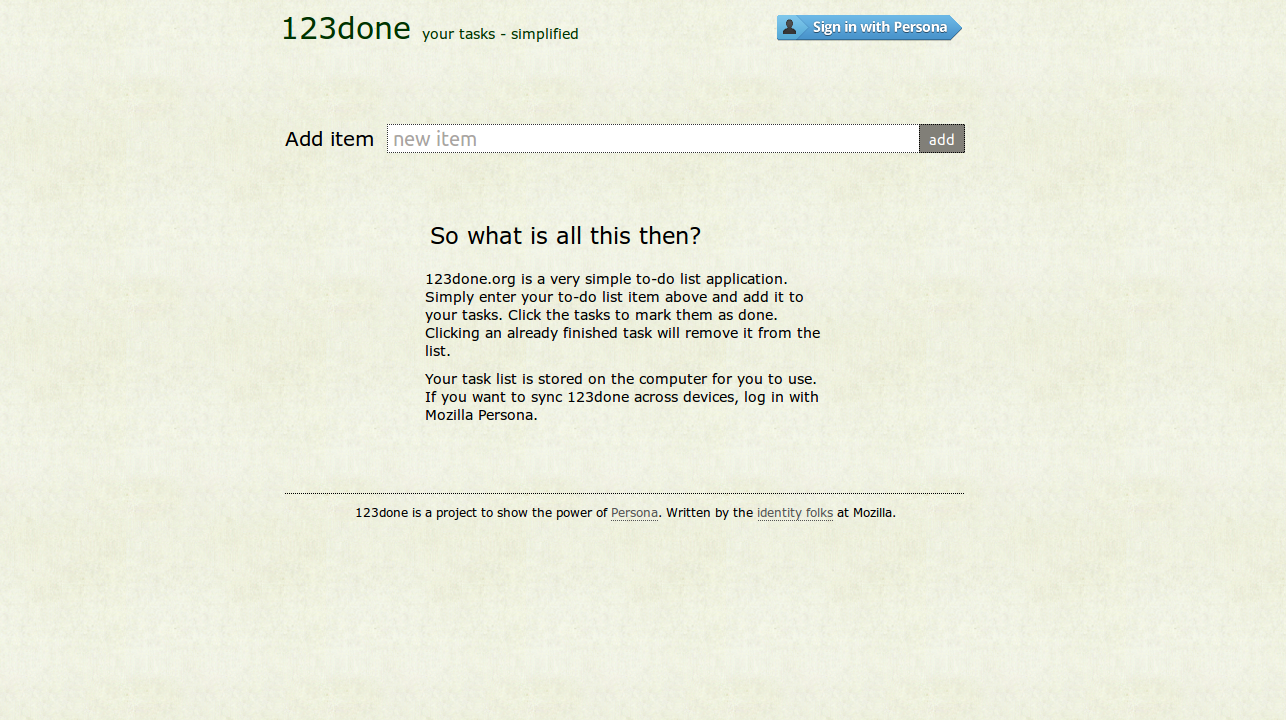 123done your tasks - simplified
Sign in with Persona
Add item new item add
So what is all this then?
123done.org is a very simple to-do list application.
Simply enter your to-do list item above and add it to
your tasks. Click the tasks to mark them as done.
Clicking an already finished task will remove it from the
list.
Your task list is stored on the computer for you to use.
If you want to sync 123done across devices, log in with
Mozilla Persona.
123done is a project to show the power of Persona. Written by the identity folks at Mozilla.